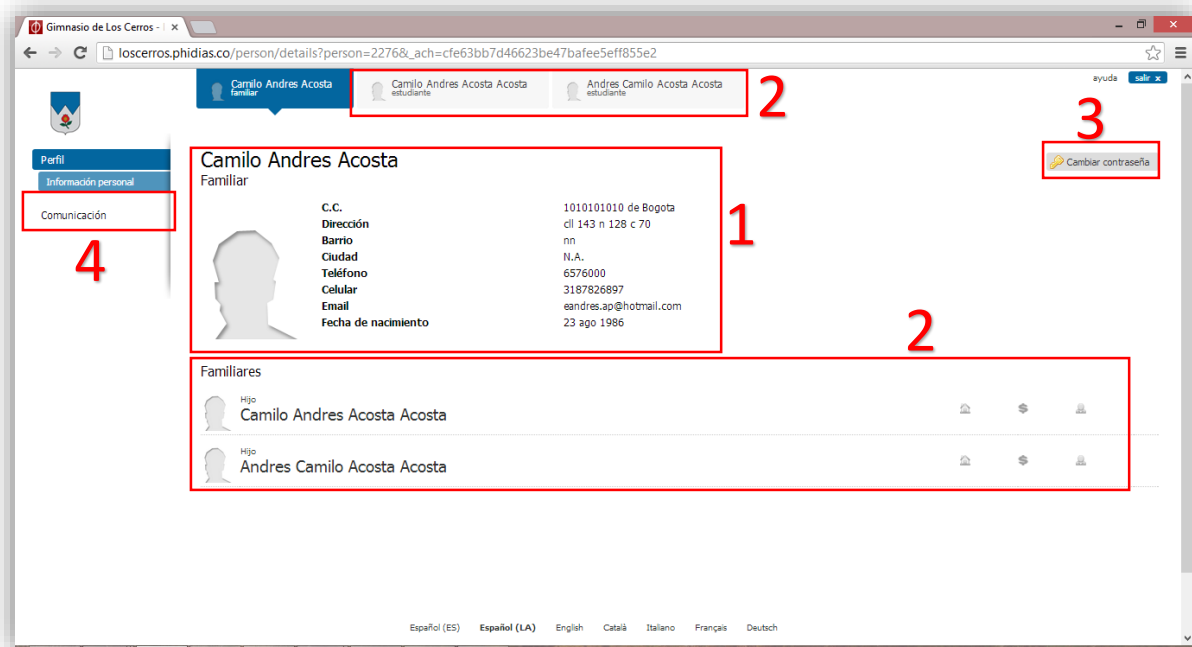 Gimnasio de Los Cerros - |
loscerros.phidias.co/person/details?person=2276&_ach=cfe63bb7d46623be47bafee5eff855e2
Camilo Andres Acosta
familiar
Camilo Andres Acosta Acosta
estudiante
Andres Camilo Acosta Acosta
estudiante
2
ayuda
salir x
3
Perfil
Información personal
Comunicación
4
Camilo Andres Acosta
Familiar
Cambiar contraseña
C.C. 1010101010 de Bogota
Dirección cll 143 n 128 c 70
Barrio nn
Ciudad N.A.
Teléfono 6576000
Celular 3187826897
Email eandres.ap@hotmail.com
Fecha de nacimiento 23 ago 1986
1
2
Familiares
Hijo
Camilo Andres Acosta Acosta
$
Hijo
Andres Camilo Acosta Acosta
$
Español (ES) Español (LA) English Català Italiano Français Deutsch